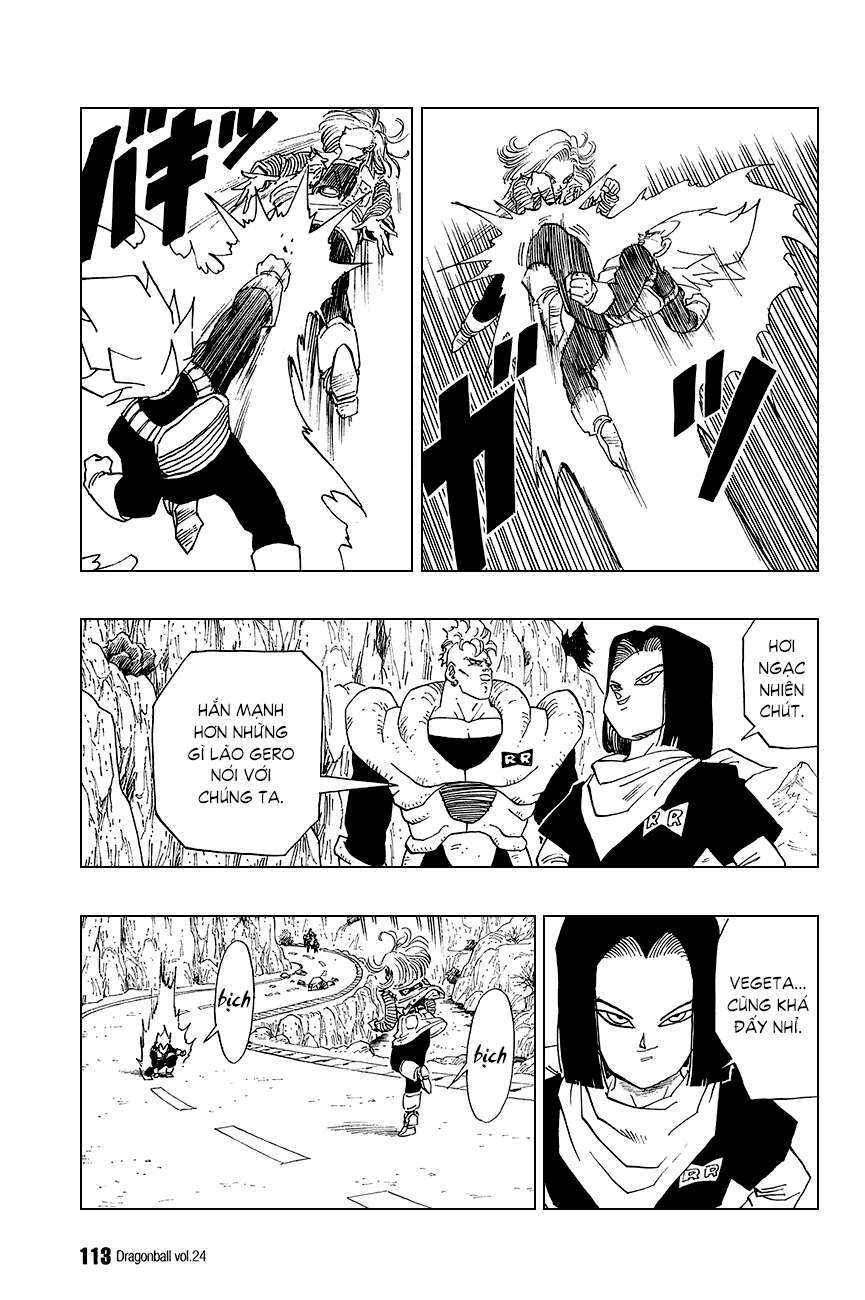 ガッ
バキッ
HƠI
NGẠC
NHIÊN
CHÚT.
HẮN MẠNH
HƠN NHỮNG
GÌ LÃO GERO
NÓI VỚI
CHÚNG TA.
RR
RR
VEGETA...
CŨNG KHÁ
ĐẤY NHỈ.
RR
bịch
bịch
113 Dragonball vol.24